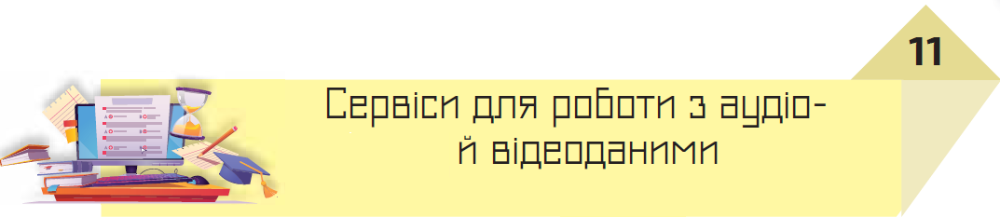 11
Сервіси для роботи з аудіо-
й відеоданими